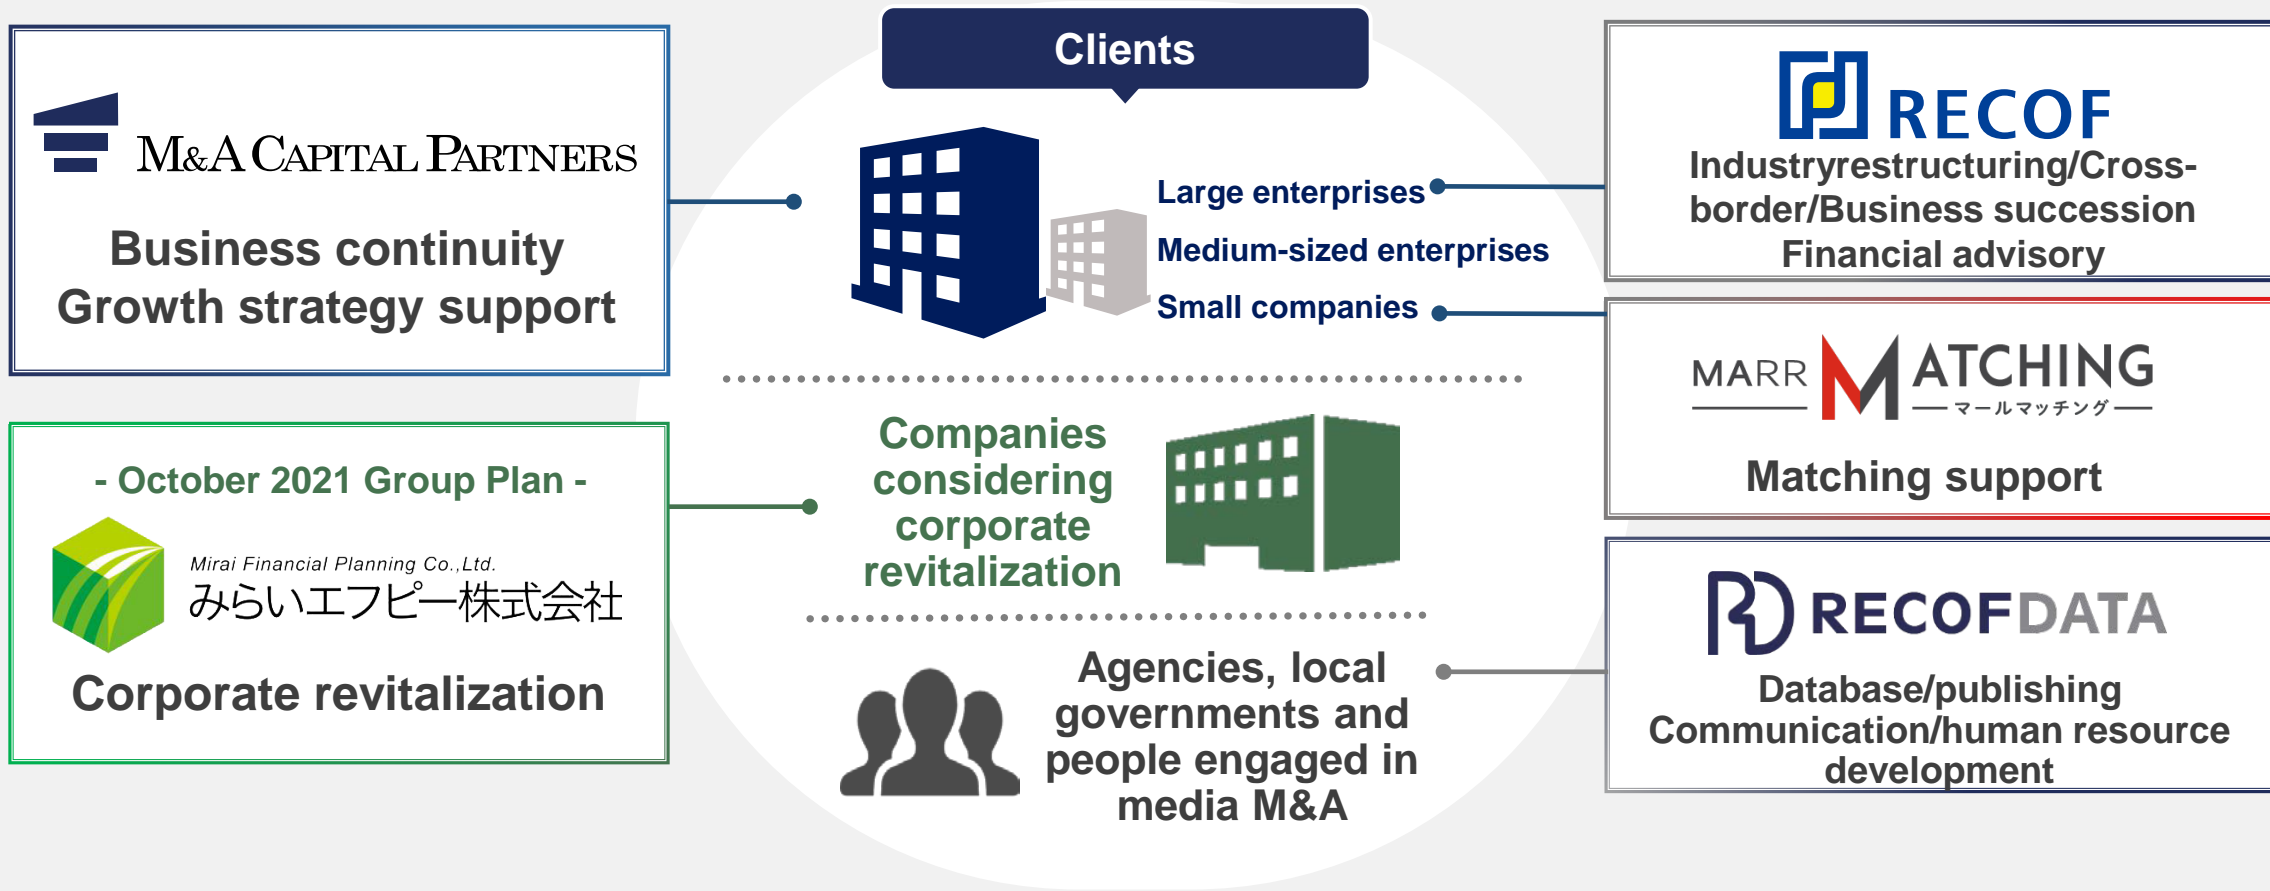 M&A CAPITAL PARTNERS
Business continuity
Growth strategy support
- October 2021 Group Plan -
Mirai Financial Planning Co.,Ltd.
みらいエフピー株式会社
Corporate revitalization
Clients
Large enterprises
Medium-sized enterprises
Small companies
Companies
considering
corporate
revitalization
Agencies, local
governments and
people engaged in
media M&A
RECOF
Industryrestructuring/Cross-
border/Business succession
Financial advisory
MARR MATCHING
マールマッチング
Matching support
RECOFDATA
Database/publishing
Communication/human resource
development